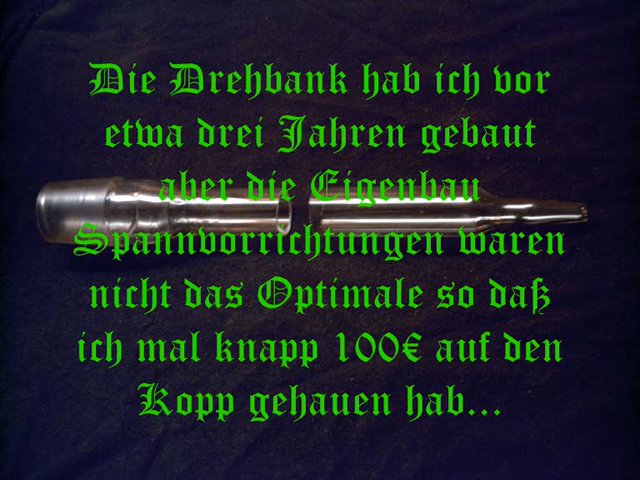 Die Drehbank hab ich vor
etwa drei Jahren gebaut
aber die Eigenbau
Spannvorrichtungen waren
nicht das Optimale so daß
ich mal knapp 100€ auf den
Kopp gehauen hab...